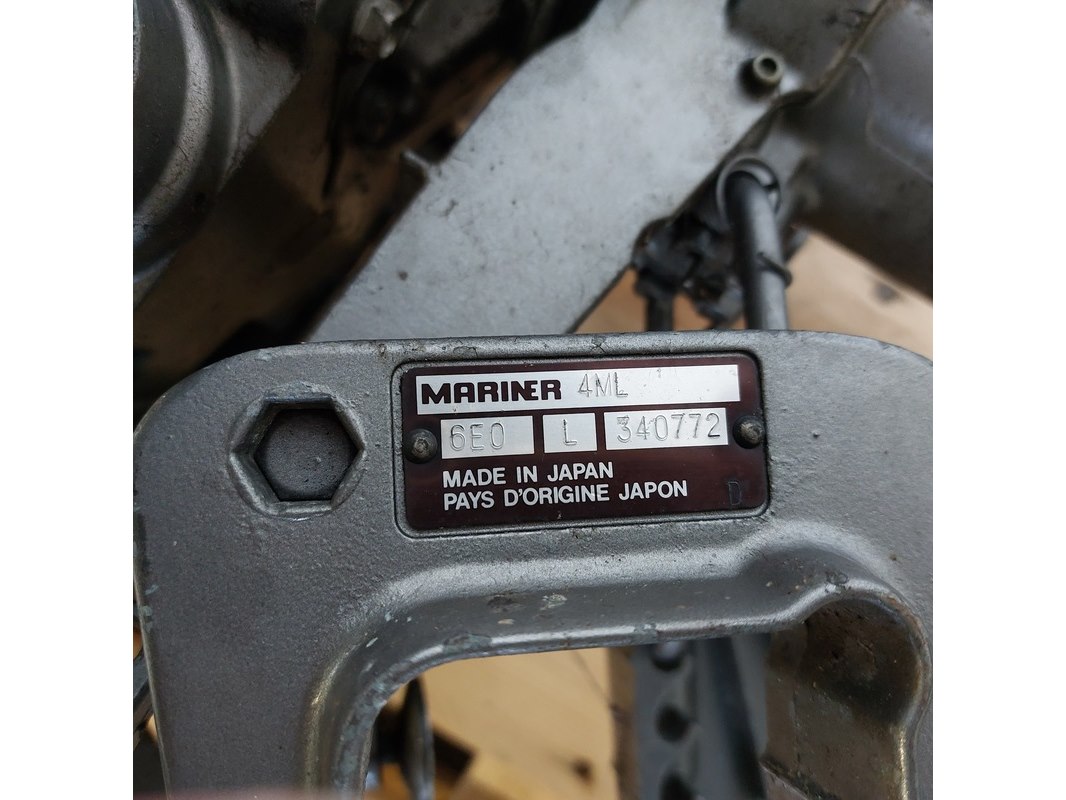 MARINER 4ML
6E0 L 340772
MADE IN JAPAN
PAYS D'ORIGINE JAPON D